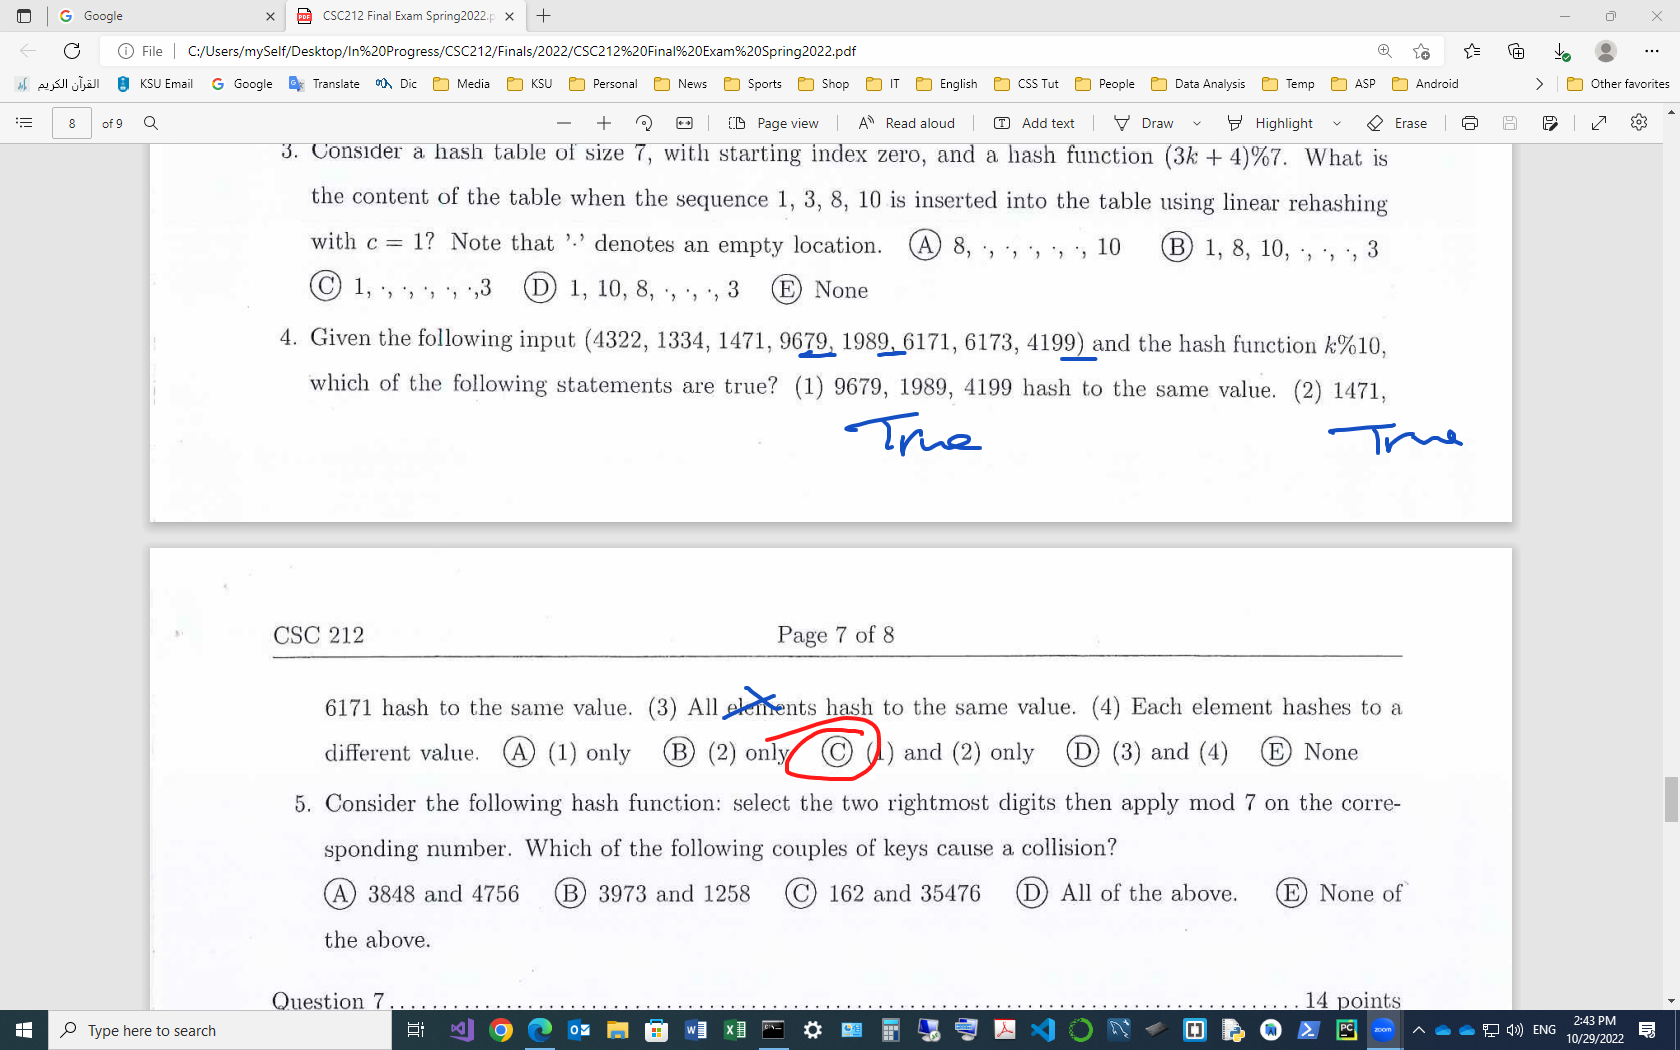 Google
CSC212 Final Exam Spring2022.p
File C:/Users/mySelf/Desktop/In%20Progress/CSC212/Finals/2022/CSC212%20Final%20Exam%20Spring2022.pdf
القرآن الكريم KSU Email Google Translate Dic Media KSU Personal News Sports Shop IT English CSS Tut People Data Analysis Temp ASP Android Other favorites
8 of 9 Page view Read aloud Add text Draw Highlight Erase
3. Consider a hash table of size 7, with starting index zero, and a hash function (3k + 4)%7. What is
the content of the table when the sequence 1, 3, 8, 10 is inserted into the table using linear rehashing
with c = 1? Note that '·' denotes an empty location. A 8, ·, ·, ·, ·, ·, 10 B 1, 8, 10, ·, ·, ·, 3
C 1, ·, ·, ·, ·, ·,3 D 1, 10, 8, ·, ·, ·, 3 E None
4. Given the following input (4322, 1334, 1471, 9679, 1989, 6171, 6173, 4199) and the hash function k%10,
which of the following statements are true? (1) 9679, 1989, 4199 hash to the same value. (2) 1471,
True True
CSC 212 Page 7 of 8
6171 hash to the same value. (3) All elements hash to the same value. (4) Each element hashes to a
different value. A (1) only B (2) only C (1) and (2) only D (3) and (4) E None
5. Consider the following hash function: select the two rightmost digits then apply mod 7 on the corre-
sponding number. Which of the following couples of keys cause a collision?
A 3848 and 4756 B 3973 and 1258 C 162 and 35476 D All of the above. E None of
the above.
Question 7 . . . . . . . . . . . . . . . . . . . . . . . . . . . . . . 14 points
Type here to search ENG 2:43 PM
10/29/2022